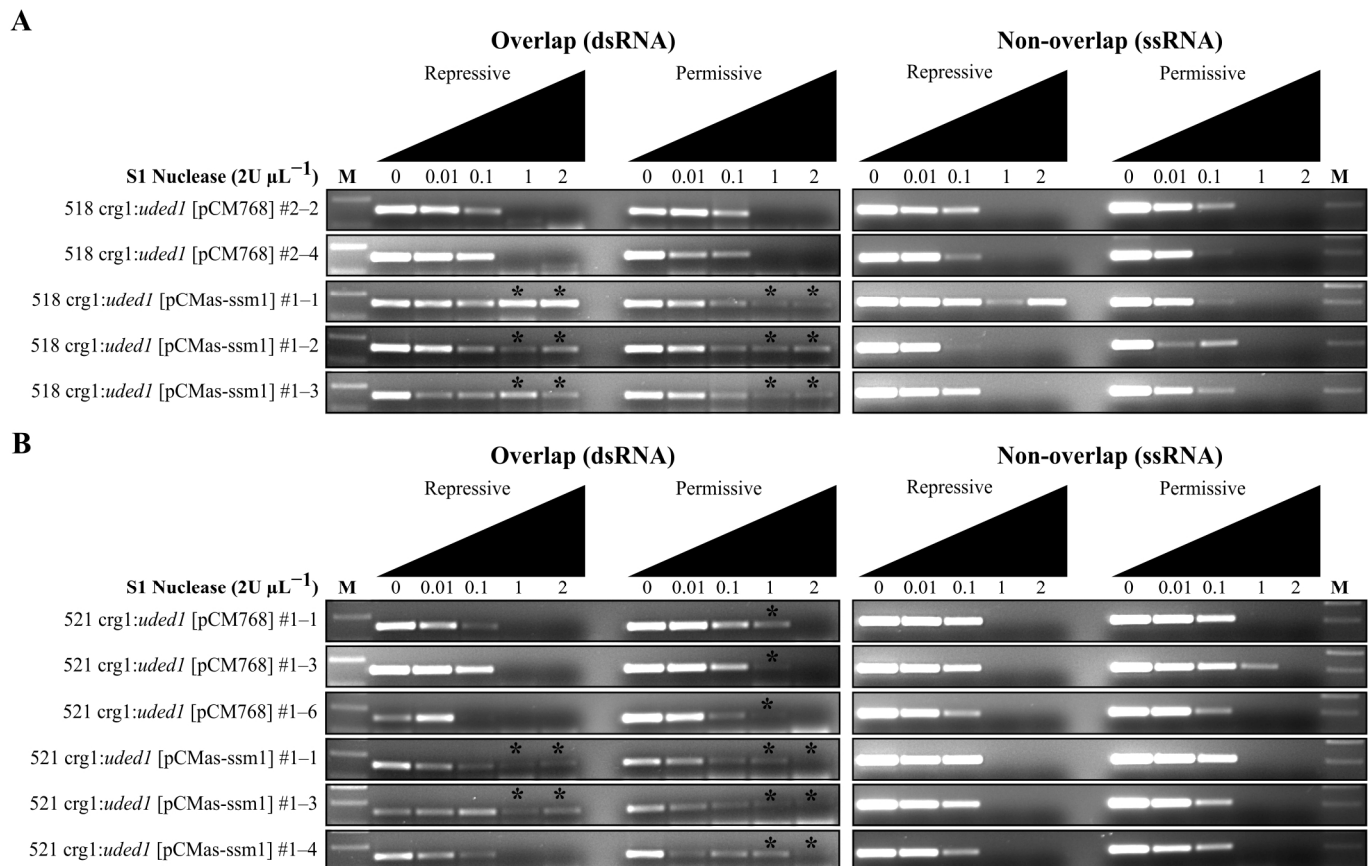 A
Overlap (dsRNA) Non-overlap (ssRNA)
Repressive Permissive Repressive Permissive
S1 Nuclease (2U µL⁻¹) M 0 0.01 0.1 1 2 0 0.01 0.1 1 2 0 0.01 0.1 1 2 0 0.01 0.1 1 2 M
518 crg1:uded1 [pCM768] #2–2
518 crg1:uded1 [pCM768] #2–4
518 crg1:uded1 [pCMas-ssm1] #1–1 * * * *
518 crg1:uded1 [pCMas-ssm1] #1–2 * * * *
518 crg1:uded1 [pCMas-ssm1] #1–3 * * * *
B
Overlap (dsRNA) Non-overlap (ssRNA)
Repressive Permissive Repressive Permissive
S1 Nuclease (2U µL⁻¹) M 0 0.01 0.1 1 2 0 0.01 0.1 1 2 0 0.01 0.1 1 2 0 0.01 0.1 1 2 M
521 crg1:uded1 [pCM768] #1–1 *
521 crg1:uded1 [pCM768] #1–3 *
521 crg1:uded1 [pCM768] #1–6 *
521 crg1:uded1 [pCMas-ssm1] #1–1 * * * *
521 crg1:uded1 [pCMas-ssm1] #1–3 * * * *
521 crg1:uded1 [pCMas-ssm1] #1–4 * *